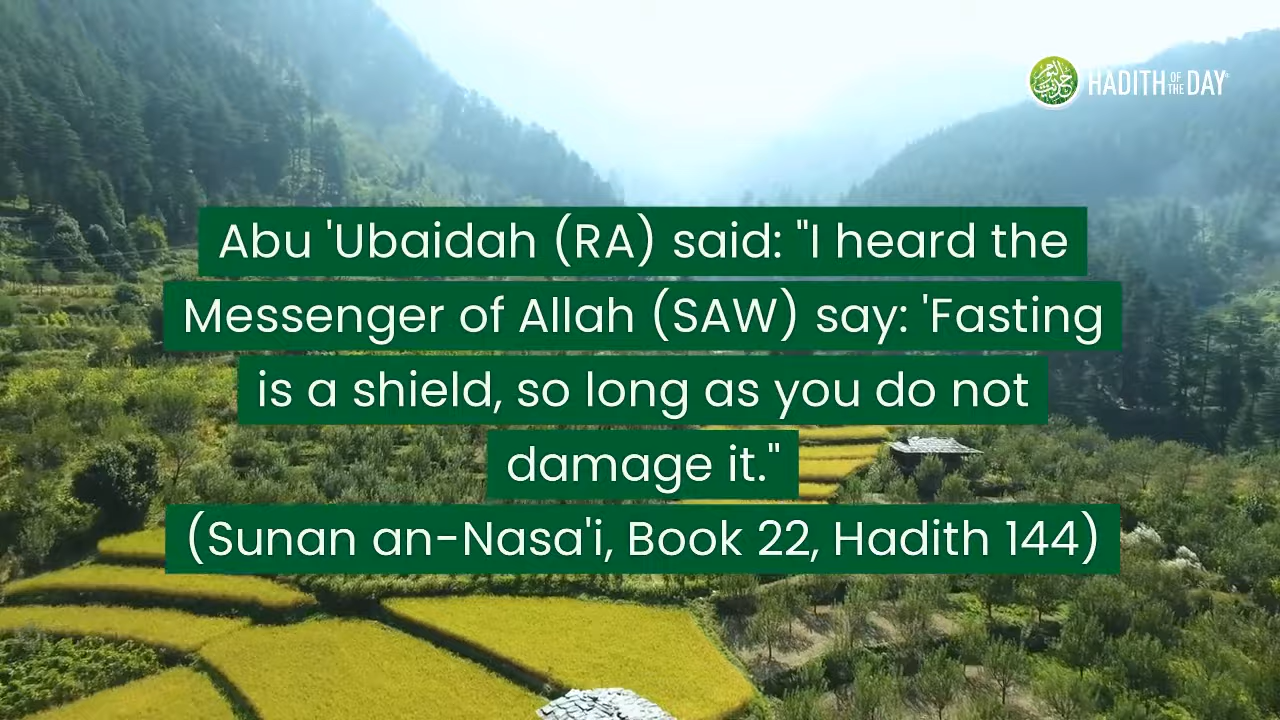 HADITH OF THE DAY
Abu 'Ubaidah (RA) said: "I heard the
Messenger of Allah (SAW) say: 'Fasting
is a shield, so long as you do not
damage it."
(Sunan an-Nasa'i, Book 22, Hadith 144)